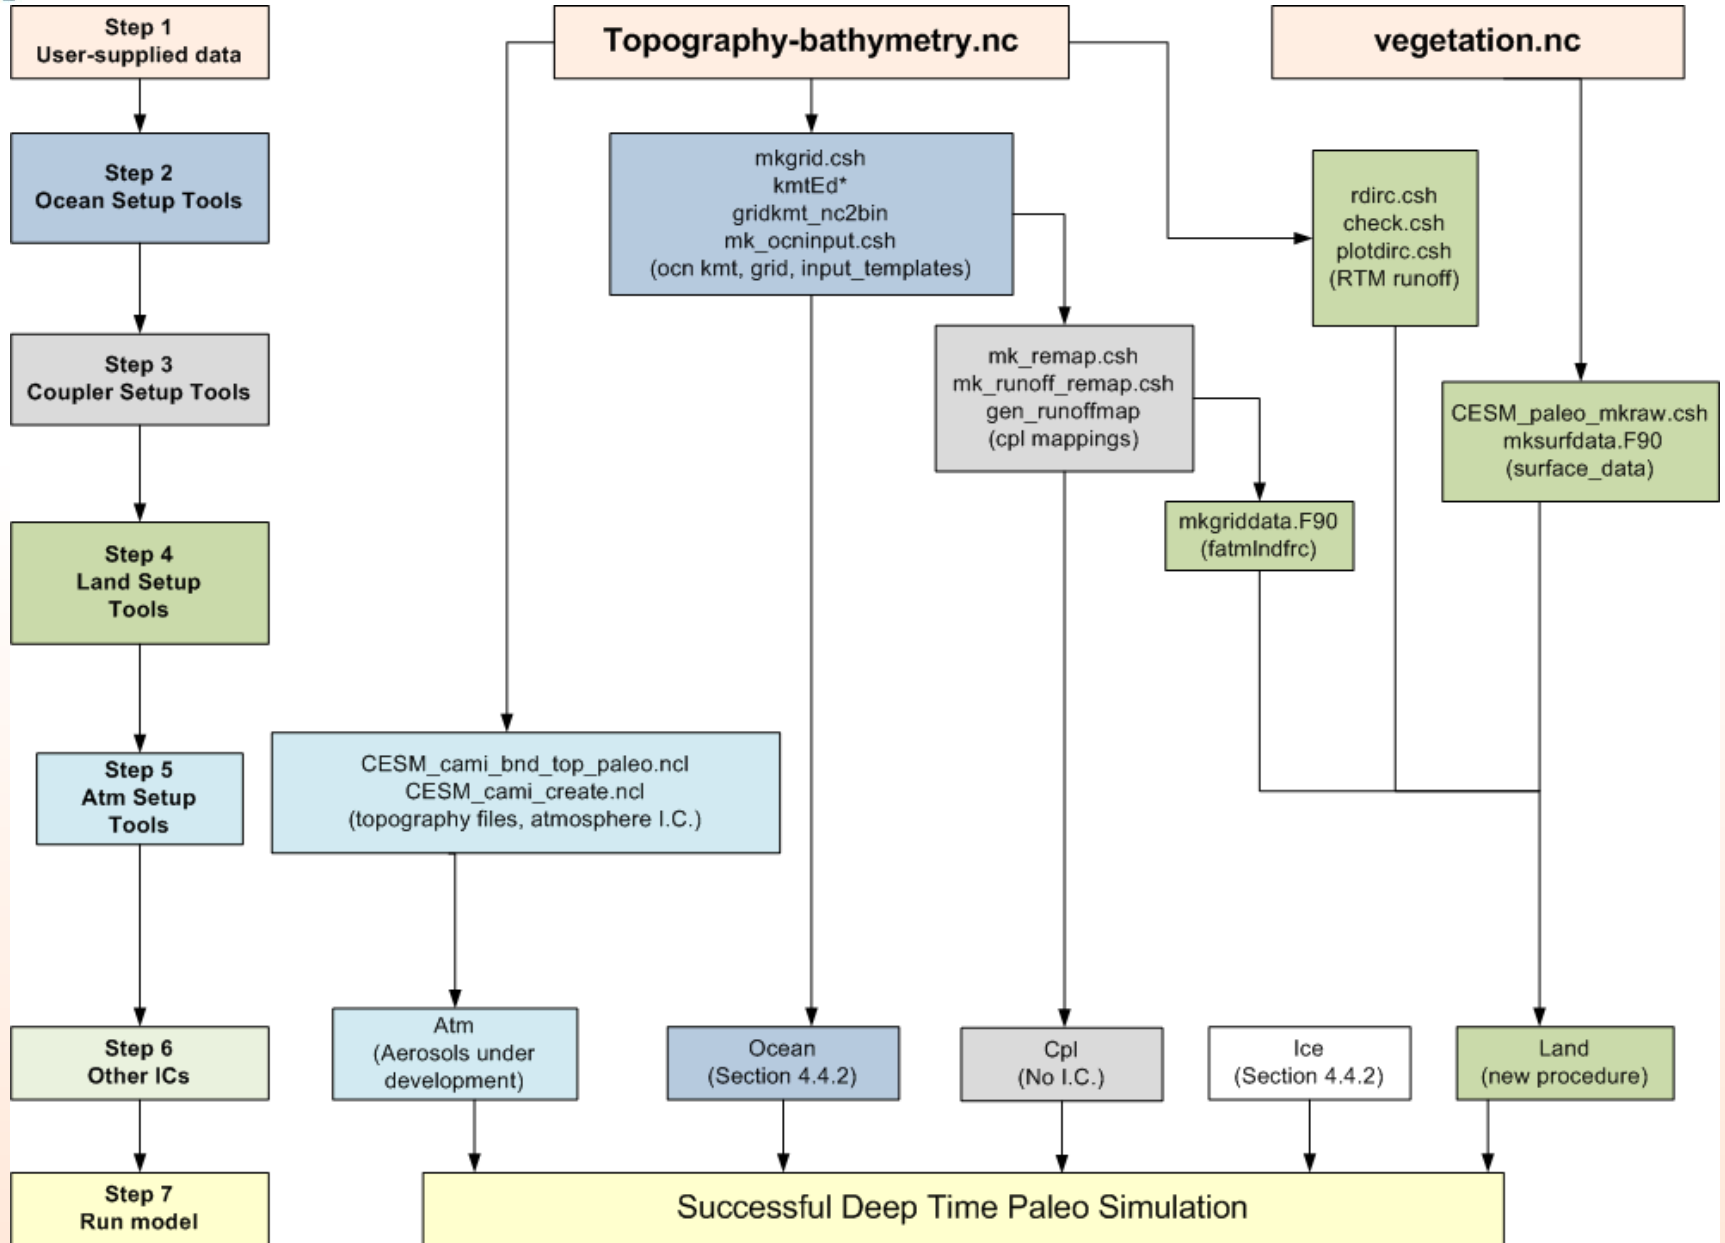 Step 1
User-supplied data
Topography-bathymetry.nc
vegetation.nc
Step 2
Ocean Setup Tools
mkgrid.csh
kmtEd*
gridkmt_nc2bin
mk_ocninput.csh
(ocn kmt, grid, input_templates)
rdirc.csh
check.csh
plotdirc.csh
(RTM runoff)
Step 3
Coupler Setup Tools
mk_remap.csh
mk_runoff_remap.csh
gen_runoffmap
(cpl mappings)
CESM_paleo_mkraw.csh
mksurfdata.F90
(surface_data)
Step 4
Land Setup
Tools
mkgriddata.F90
(fatmlndfrc)
Step 5
Atm Setup
Tools
CESM_cami_bnd_top_paleo.ncl
CESM_cami_create.ncl
(topography files, atmosphere I.C.)
Step 6
Other ICs
Atm
(Aerosols under
development)
Ocean
(Section 4.4.2)
Cpl
(No I.C.)
Ice
(Section 4.4.2)
Land
(new procedure)
Step 7
Run model
Successful Deep Time Paleo Simulation